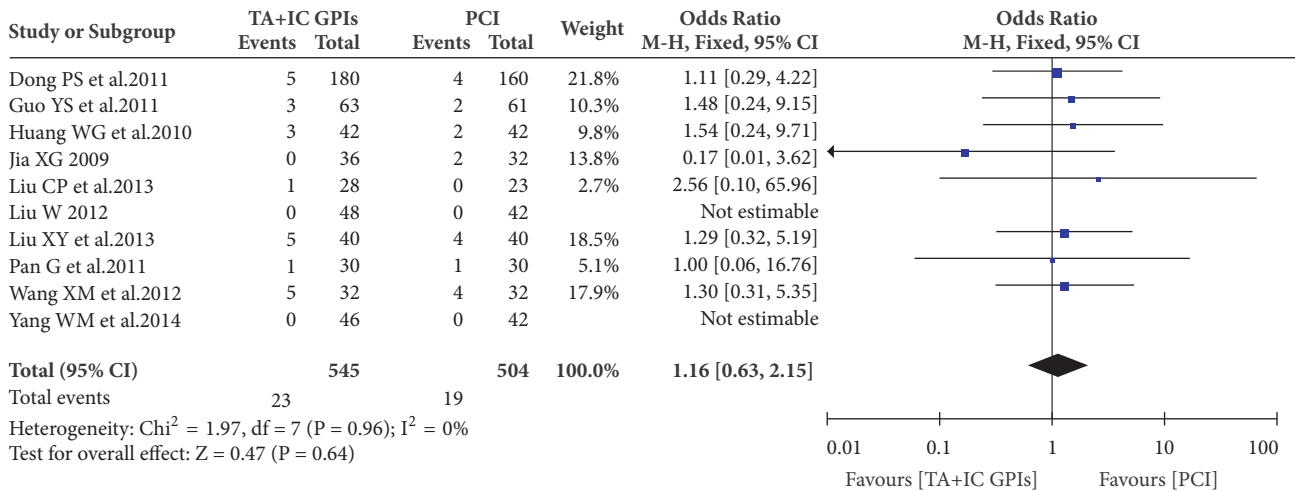 Study or Subgroup TA+IC GPIs PCI Weight Odds Ratio Odds Ratio
Events Total Events Total M-H, Fixed, 95% CI M-H, Fixed, 95% CI
Dong PS et al.2011 5 180 4 160 21.8% 1.11 [0.29, 4.22]
Guo YS et al.2011 3 63 2 61 10.3% 1.48 [0.24, 9.15]
Huang WG et al.2010 3 42 2 42 9.8% 1.54 [0.24, 9.71]
Jia XG 2009 0 36 2 32 13.8% 0.17 [0.01, 3.62]
Liu CP et al.2013 1 28 0 23 2.7% 2.56 [0.10, 65.96]
Liu W 2012 0 48 0 42 Not estimable
Liu XY et al.2013 5 40 4 40 18.5% 1.29 [0.32, 5.19]
Pan G et al.2011 1 30 1 30 5.1% 1.00 [0.06, 16.76]
Wang XM et al.2012 5 32 4 32 17.9% 1.30 [0.31, 5.35]
Yang WM et al.2014 0 46 0 42 Not estimable
Total (95% CI) 545 504 100.0% 1.16 [0.63, 2.15]
Total events 23 19
Heterogeneity: Chi² = 1.97, df = 7 (P = 0.96); I² = 0%
Test for overall effect: Z = 0.47 (P = 0.64)
0.01 0.1 1 10 100
Favours [TA+IC GPIs] Favours [PCI]